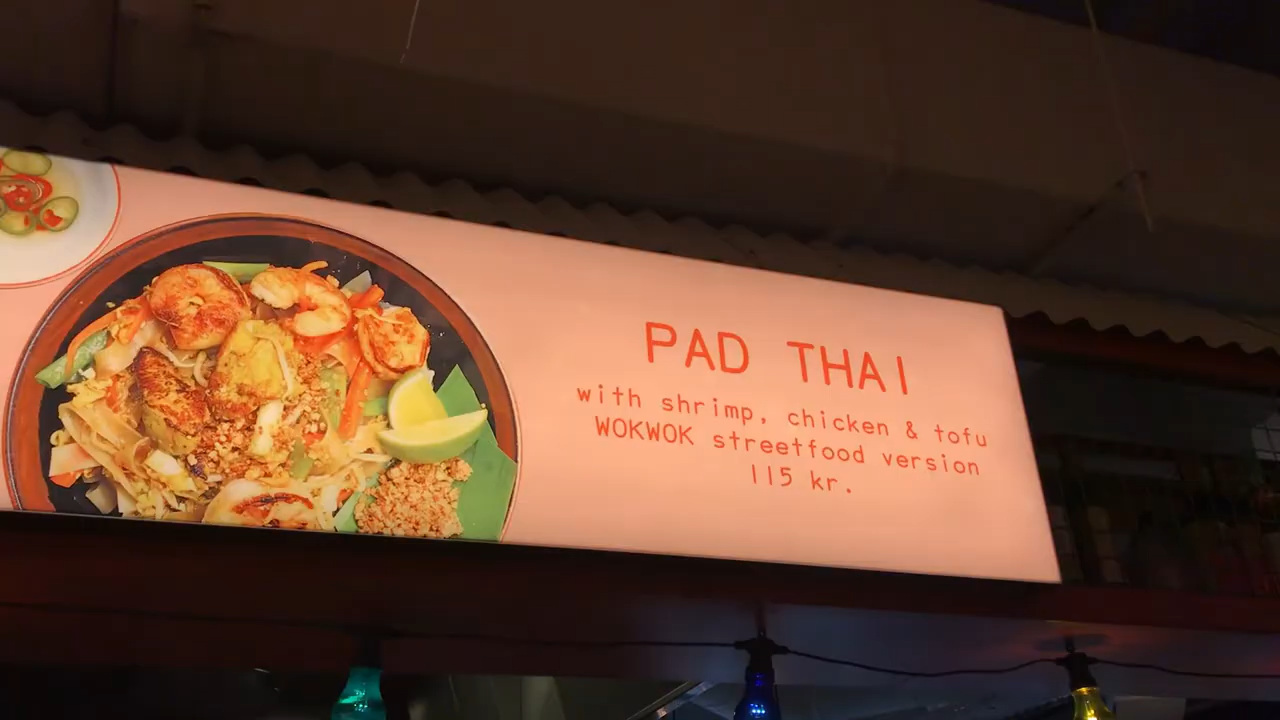 PAD THAI
with shrimp, chicken & tofu
WOKWOK streetfood version
115 kr.